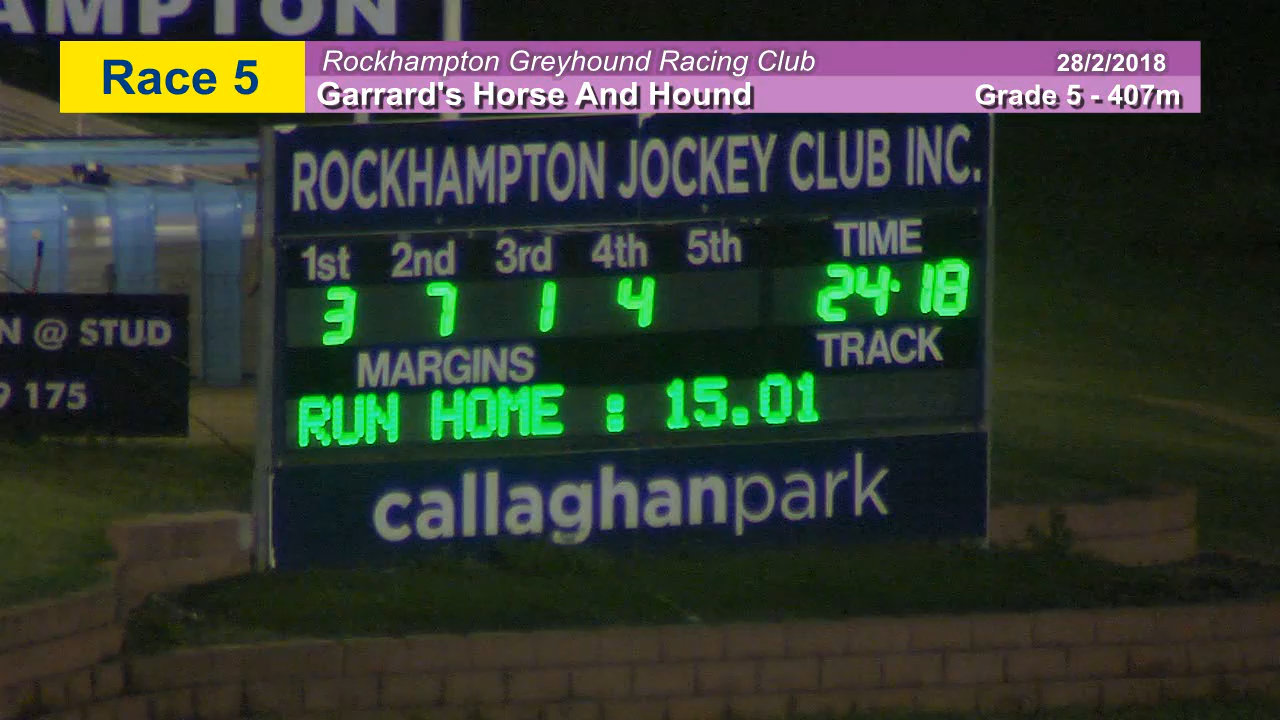 AMPTON
Race 5
Rockhampton Greyhound Racing Club
28/2/2018
Garrard's Horse And Hound
Grade 5 - 407m
ROCKHAMPTON JOCKEY CLUB INC.
1st 2nd 3rd 4th 5th TIME
3 7 1 4 24.18
MARGINS TRACK
RUN HOME : 15.01
N @ STUD
9 175
callaghanpark